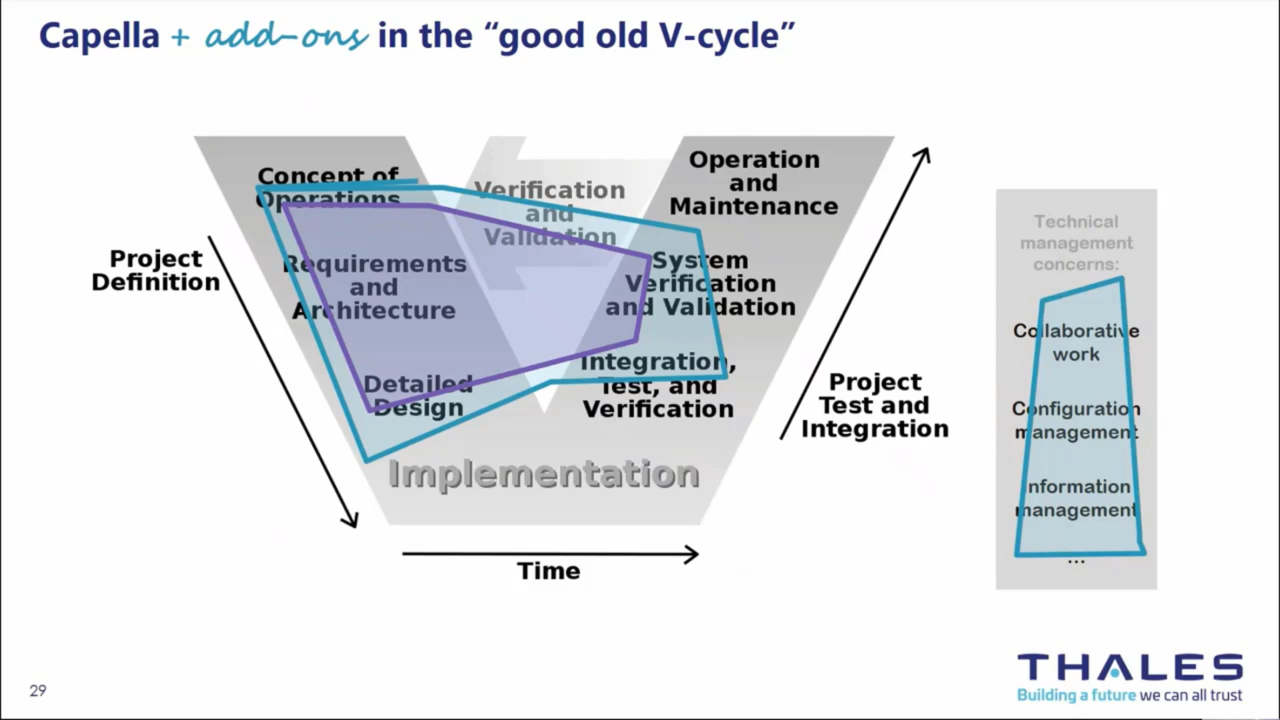 Capella + add-ons in the “good old V-cycle”
Concept of
Operations
Verification
and
Validation
Operation
and
Maintenance
Project
Definition
Requirements
and
Architecture
System
Verification
and Validation
Detailed
Design
Integration,
Test, and
Verification
Project
Test and
Integration
Implementation
Time
Technical
management
concerns:
Collaborative
work
Configuration
management
Information
management
...
29
THALES
Building a future we can all trust